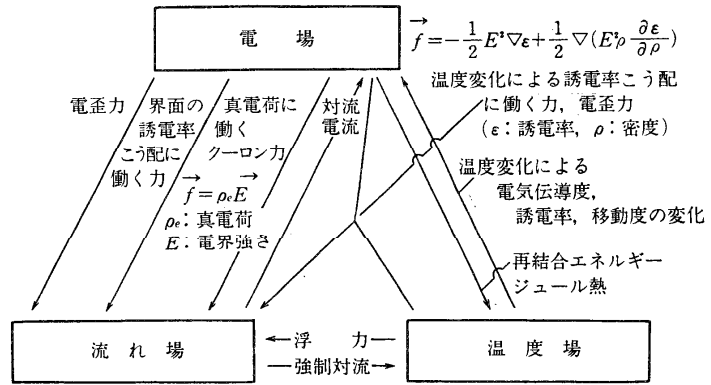 電　場
f⃗=-1/2 E²∇ε+1/2 ∇(E²ρ ∂ε/∂ρ)
電歪力
界面の
誘電率
こう配に
働く力
真電荷に
働く
クーロン力
f⃗=ρeE⃗
ρe：真電荷
E：電界強さ
対流
電流
温度変化による誘電率こう配
に働く力，電歪力
（ε：誘電率，ρ：密度）
温度変化による
電気伝導度，
誘電率，移動度の変化
再結合エネルギー
ジュール熱
流　れ　場
浮　力
強制対流
温　度　場